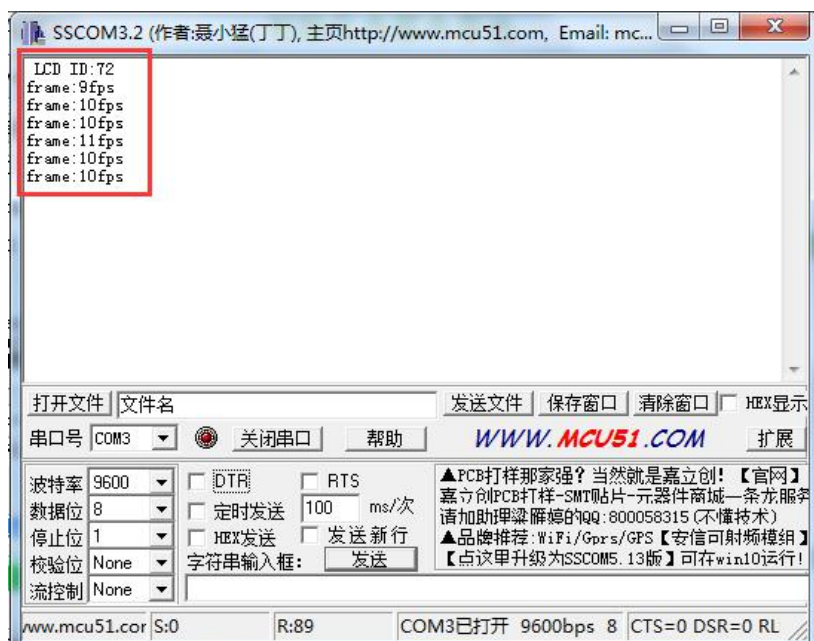 SSCOM3.2 (作者:聂小猛(丁丁), 主页http://www.mcu51.com, Email: mc...
LCD ID:72
frame:9fps
frame:10fps
frame:10fps
frame:11fps
frame:10fps
frame:10fps
打开文件 文件名 发送文件 保存窗口 清除窗口 HEX显示
串口号 COM3 关闭串口 帮助 WWW.MCU51.COM 扩展
波特率 9600 DTR RTS
数据位 8 定时发送 100 ms/次
停止位 1 HEX发送 发送新行
校验位 None 字符串输入框: 发送
流控制 None
▲PCB打样那家强? 当然就是嘉立创! 【官网】
嘉立创PCB打样-SMT贴片-元器件商城—条龙服务
请加助理梁 婷的QQ:800058315(不懂技术)
▲品牌推荐:WiFi/Gprs/GPS【安信可射频模组】
【点这里升级为SSCOM5.13版】可在win10运行!
www.mcu51.cor S:0 R:89 COM3已打开 9600bps 8 CTS=0 DSR=0 RL